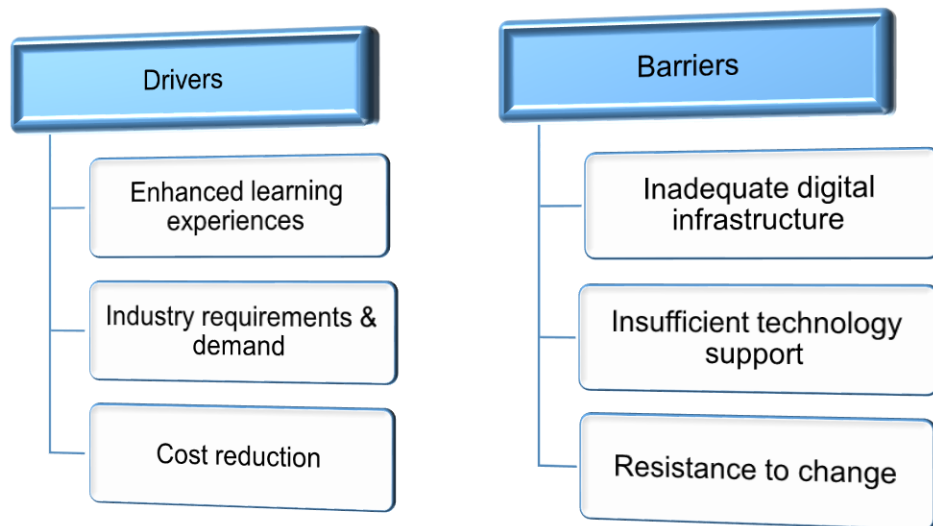 Drivers
Enhanced learning
experiences
Industry requirements &
demand
Cost reduction
Barriers
Inadequate digital
infrastructure
Insufficient technology
support
Resistance to change